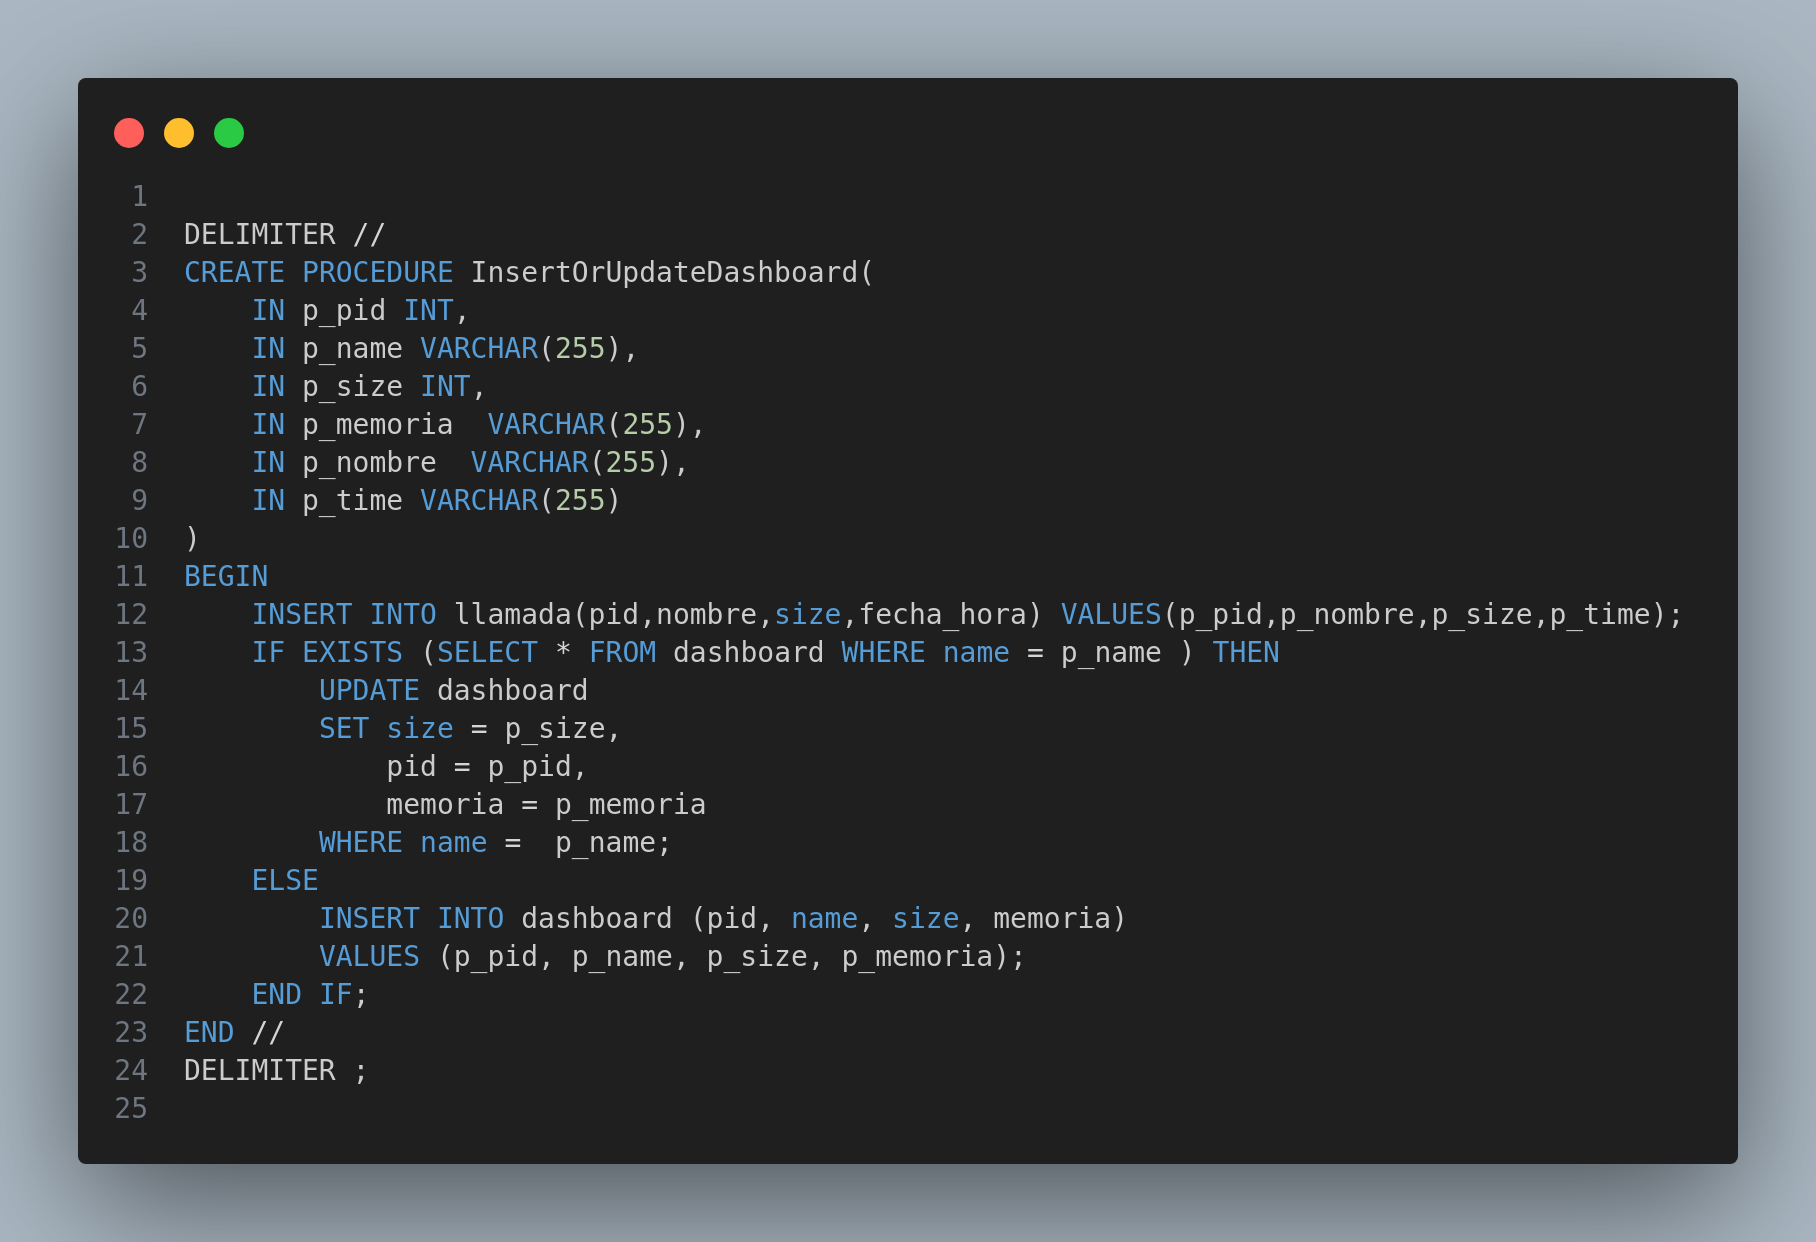 1
2 DELIMITER //
3 CREATE PROCEDURE InsertOrUpdateDashboard(
4     IN p_pid INT,
5     IN p_name VARCHAR(255),
6     IN p_size INT,
7     IN p_memoria  VARCHAR(255),
8     IN p_nombre  VARCHAR(255),
9     IN p_time VARCHAR(255)
10 )
11 BEGIN
12     INSERT INTO llamada(pid,nombre,size,fecha_hora) VALUES(p_pid,p_nombre,p_size,p_time);
13     IF EXISTS (SELECT * FROM dashboard WHERE name = p_name ) THEN
14         UPDATE dashboard
15         SET size = p_size,
16             pid = p_pid,
17             memoria = p_memoria
18         WHERE name =  p_name;
19     ELSE
20         INSERT INTO dashboard (pid, name, size, memoria)
21         VALUES (p_pid, p_name, p_size, p_memoria);
22     END IF;
23 END //
24 DELIMITER ;
25